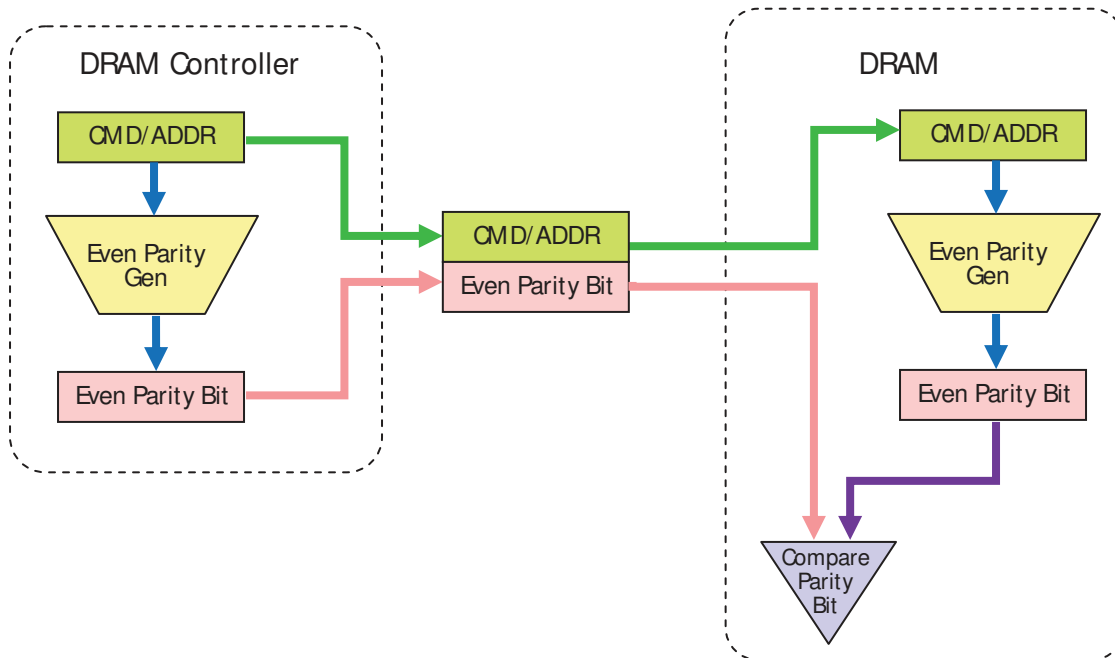 DRAM Controller
CMD/ADDR
Even Parity
Gen
Even Parity Bit
CMD/ADDR
Even Parity Bit
DRAM
CMD/ADDR
Even Parity
Gen
Even Parity Bit
Compare
Parity
Bit